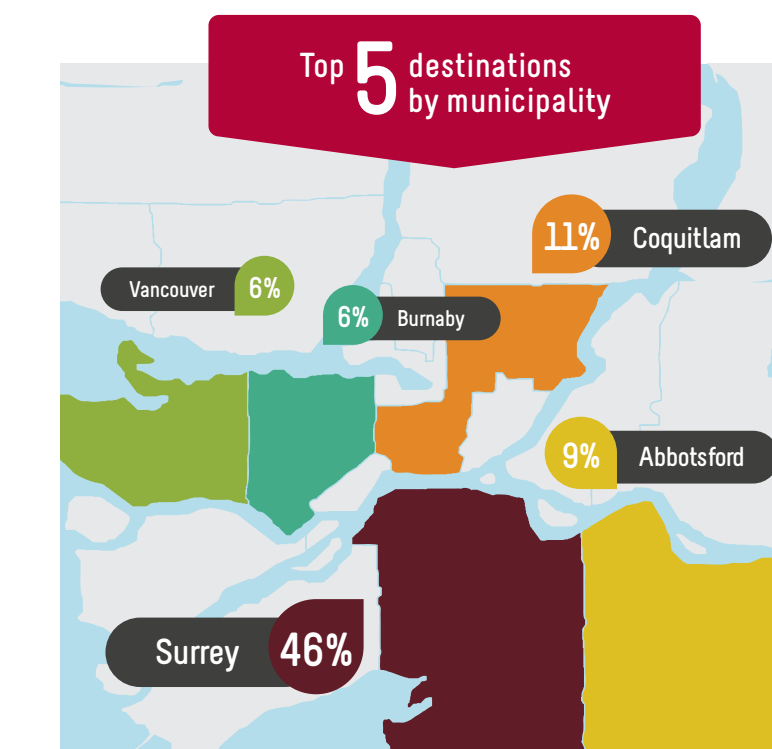 Top 5 destinations
by municipality
11% Coquitlam
Vancouver 6%
6% Burnaby
9% Abbotsford
Surrey 46%